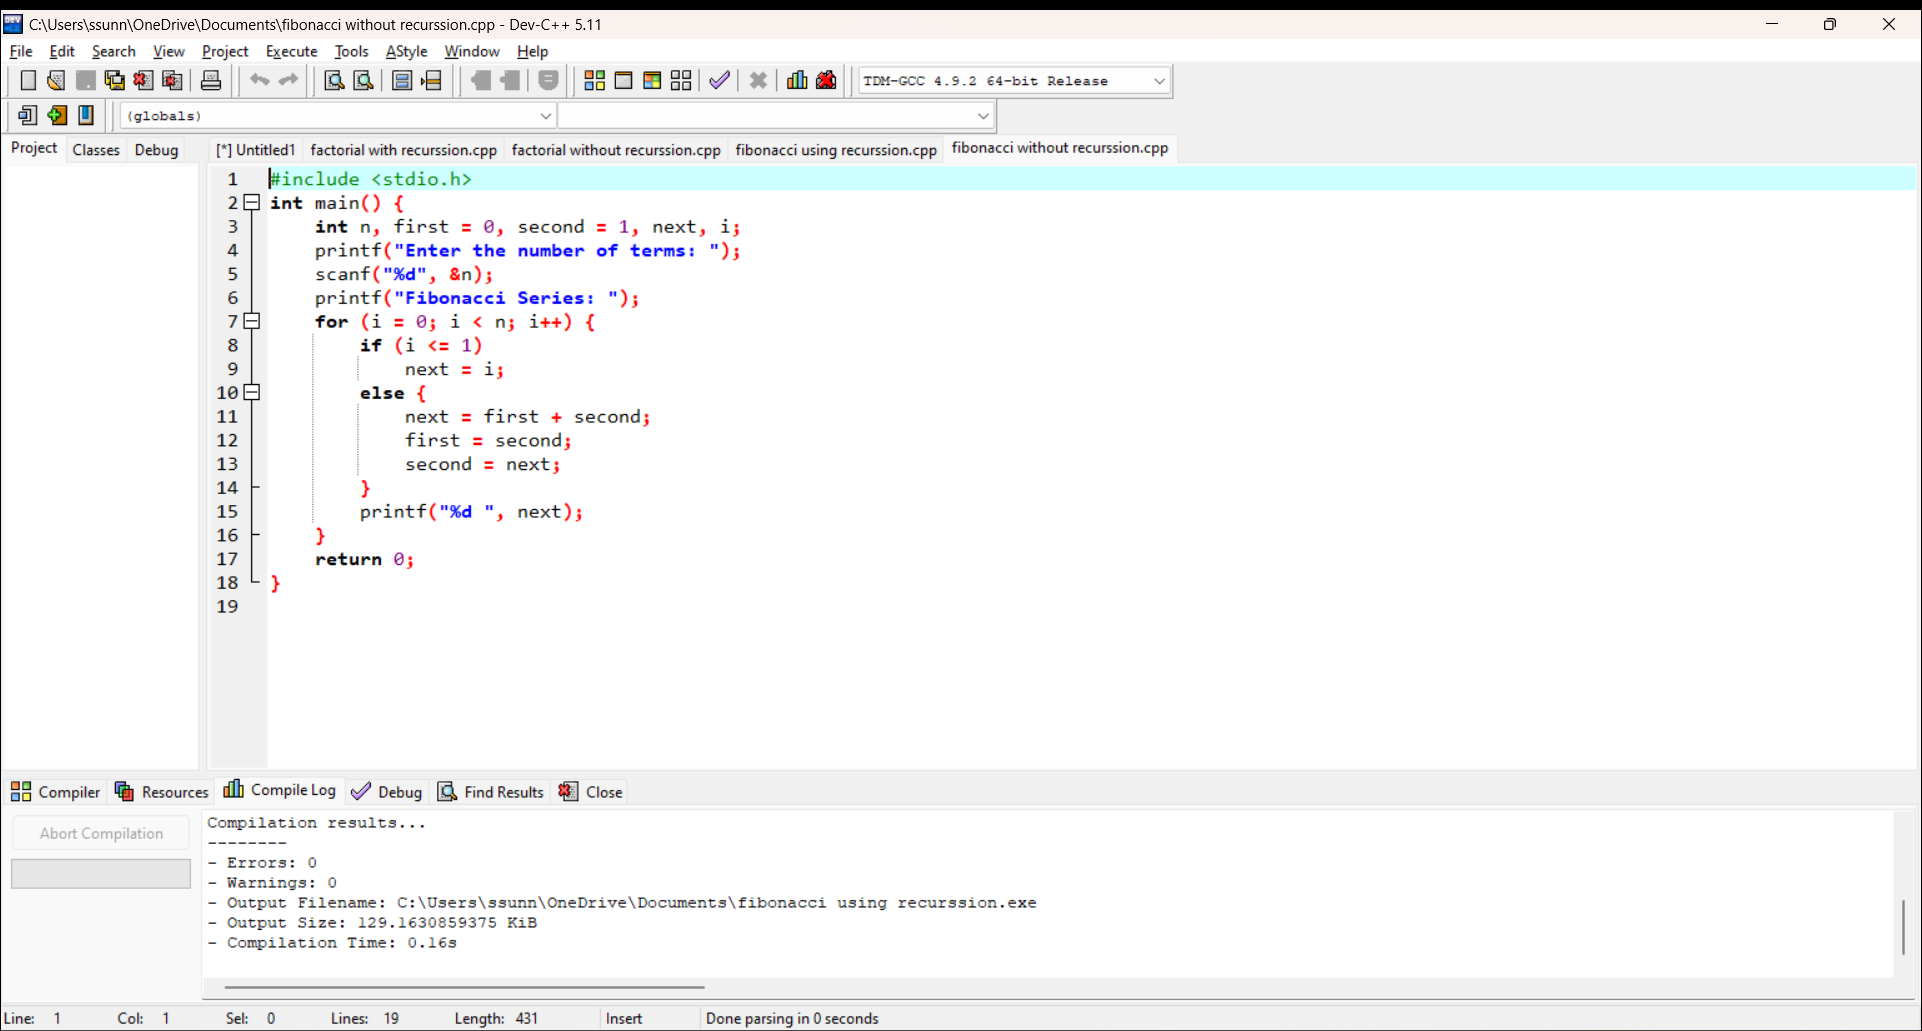 C:\Users\ssunn\OneDrive\Documents\fibonacci without recurssion.cpp - Dev-C++ 5.11
File Edit Search View Project Execute Tools AStyle Window Help
TDM-GCC 4.9.2 64-bit Release
(globals)
Project Classes Debug
[*] Untitled1 factorial with recurssion.cpp factorial without recurssion.cpp fibonacci using recurssion.cpp fibonacci without recurssion.cpp
1 #include <stdio.h>
2 int main() {
3 int n, first = 0, second = 1, next, i;
4 printf("Enter the number of terms: ");
5 scanf("%d", &n);
6 printf("Fibonacci Series: ");
7 for (i = 0; i < n; i++) {
8 if (i <= 1)
9 next = i;
10 else {
11 next = first + second;
12 first = second;
13 second = next;
14 }
15 printf("%d ", next);
16 }
17 return 0;
18 }
19
Compiler Resources Compile Log Debug Find Results Close
Abort Compilation
Compilation results...
--------
- Errors: 0
- Warnings: 0
- Output Filename: C:\Users\ssunn\OneDrive\Documents\fibonacci using recurssion.exe
- Output Size: 129.1630859375 KiB
- Compilation Time: 0.16s
Line: 1 Col: 1 Sel: 0 Lines: 19 Length: 431 Insert Done parsing in 0 seconds